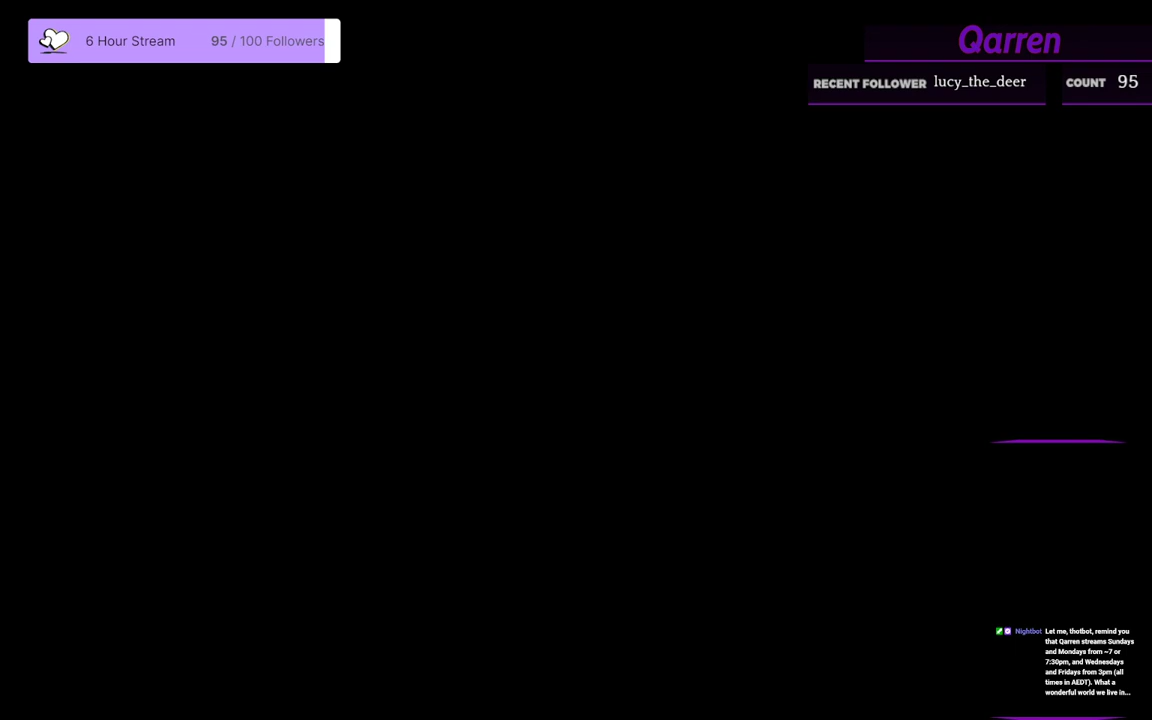 6 Hour Stream 95 / 100 Followers
Qarren
RECENT FOLLOWER lucy_the_deer COUNT 95
Nightbot Let me, thotbot, remind you
that Qarren streams Sundays
and Mondays from ~7 or
7:30pm, and Wednesdays
and Fridays from 3pm (all
times in AEDT). What a
wonderful world we live in...